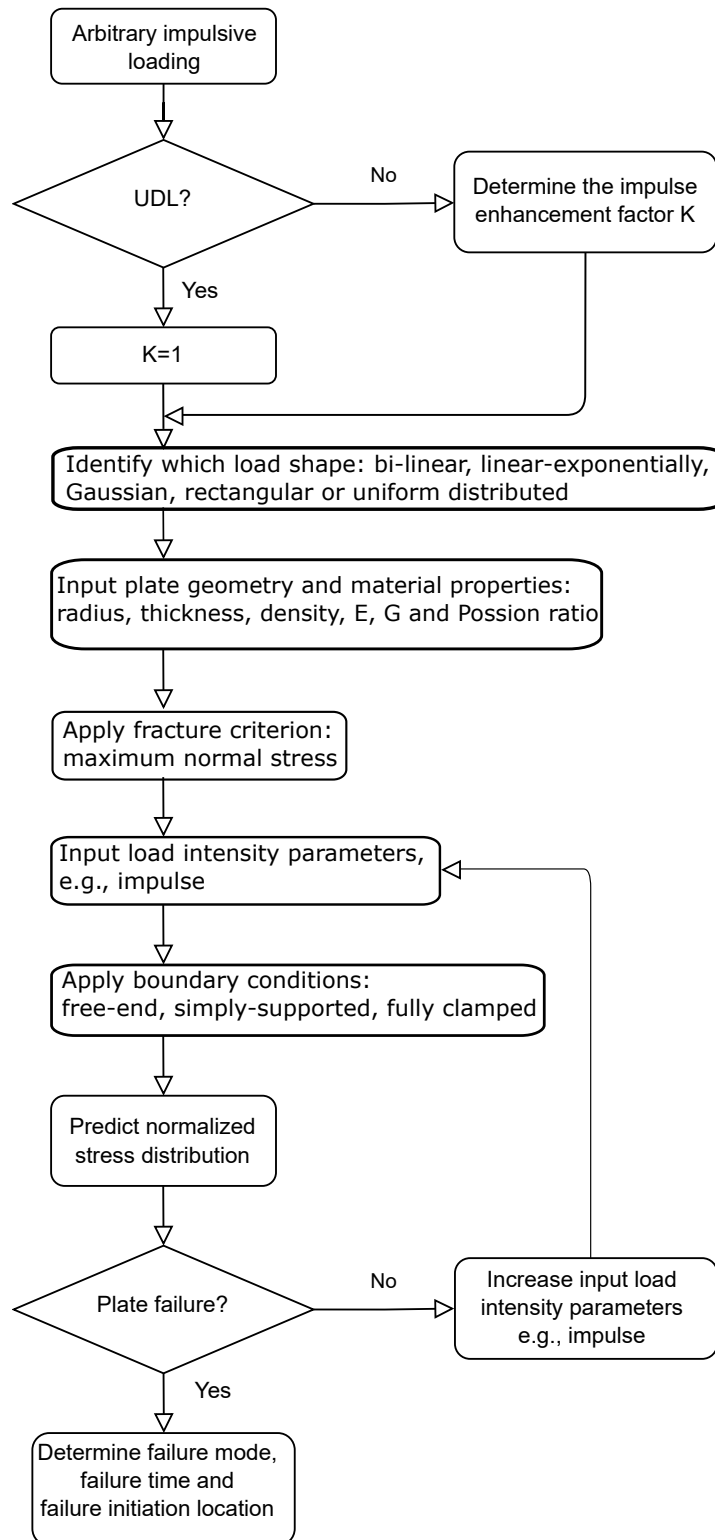 Arbitrary impulsive
loading
UDL?
No
Determine the impulse
enhancement factor K
Yes
K=1
Identify which load shape: bi-linear, linear-exponentially,
Gaussian, rectangular or uniform distributed
Input plate geometry and material properties:
radius, thickness, density, E, G and Possion ratio
Apply fracture criterion:
maximum normal stress
Input load intensity parameters,
e.g., impulse
Apply boundary conditions:
free-end, simply-supported, fully clamped
Predict normalized
stress distribution
Plate failure?
No
Increase input load
intensity parameters
e.g., impulse
Yes
Determine failure mode,
failure time and
failure initiation location